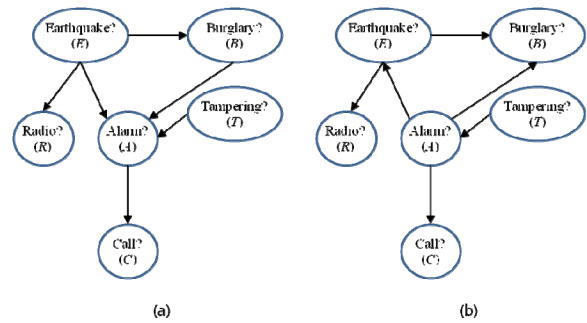 Earthquake?
(E)
Burglary?
(B)
Tampering?
(T)
Radio?
(R)
Alarm?
(A)
Call?
(C)
(a)
Earthquake?
(E)
Burglary?
(B)
Tampering?
(T)
Radio?
(R)
Alarm?
(A)
Call?
(C)
(b)